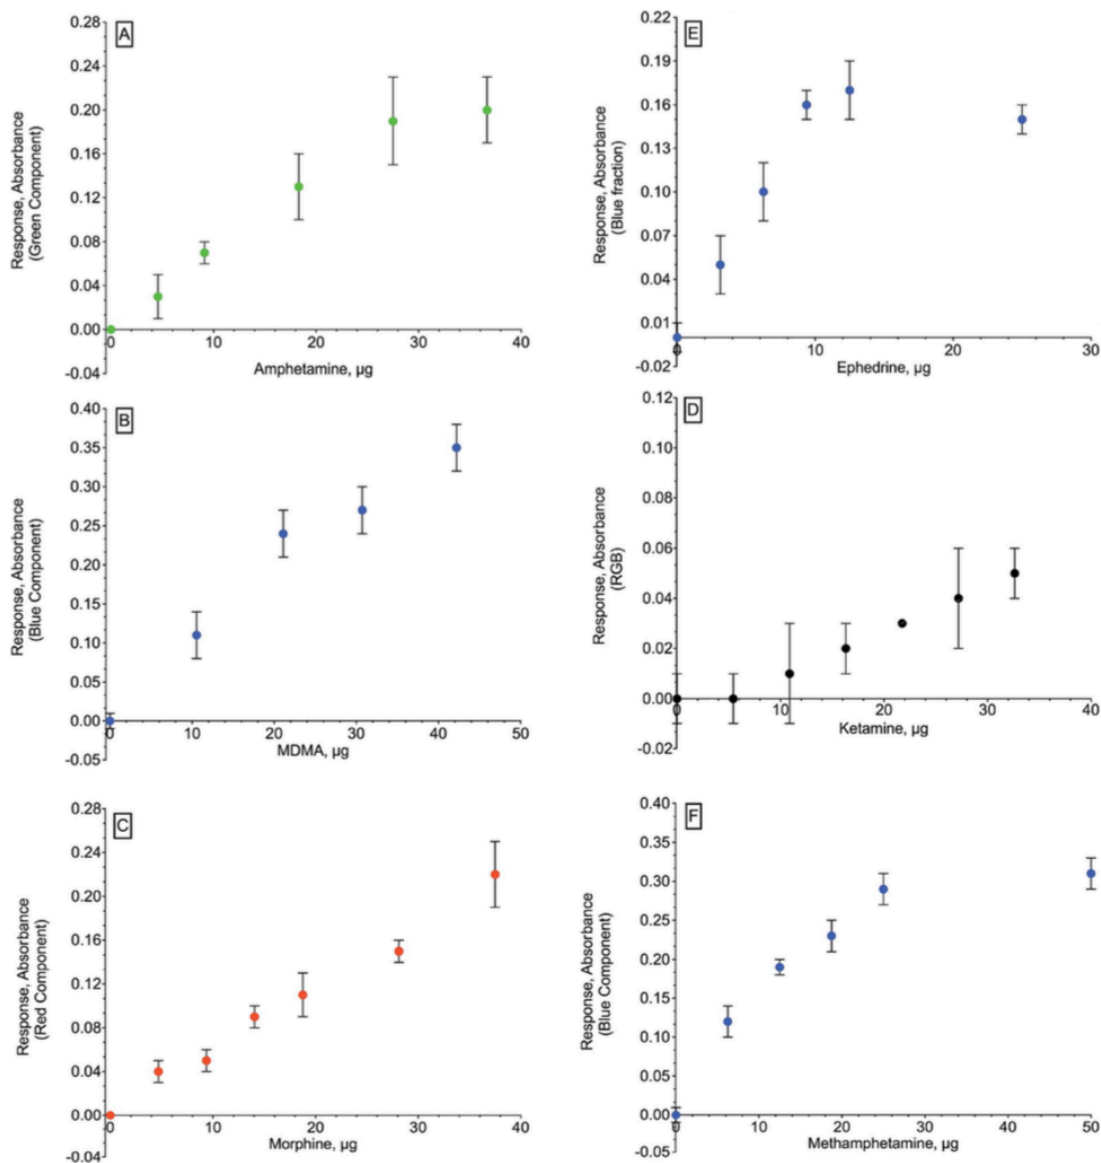 A
Response, Absorbance
(Green Component)
0.28
0.24
0.20
0.16
0.12
0.08
0.04
0.00
-0.04
0 10 20 30 40
Amphetamine, µg
E
Response, Absorbance
(Blue fraction)
0.22
0.19
0.16
0.13
0.10
0.07
0.04
0.01
-0.02
0 10 20 30
Ephedrine, µg
B
Response, Absorbance
(Blue Component)
0.40
0.35
0.30
0.25
0.20
0.15
0.10
0.05
0.00
-0.05
0 10 20 30 40 50
MDMA, µg
D
Response, Absorbance
(RGB)
0.12
0.10
0.08
0.06
0.04
0.02
0.00
-0.02
0 10 20 30 40
Ketamine, µg
C
Response, Absorbance
(Red Component)
0.28
0.24
0.20
0.16
0.12
0.08
0.04
0.00
-0.04
0 10 20 30 40
Morphine, µg
F
Response, Absorbance
(Blue Component)
0.40
0.35
0.30
0.25
0.20
0.15
0.10
0.05
0.00
-0.05
0 10 20 30 40 50
Methamphetamine, µg